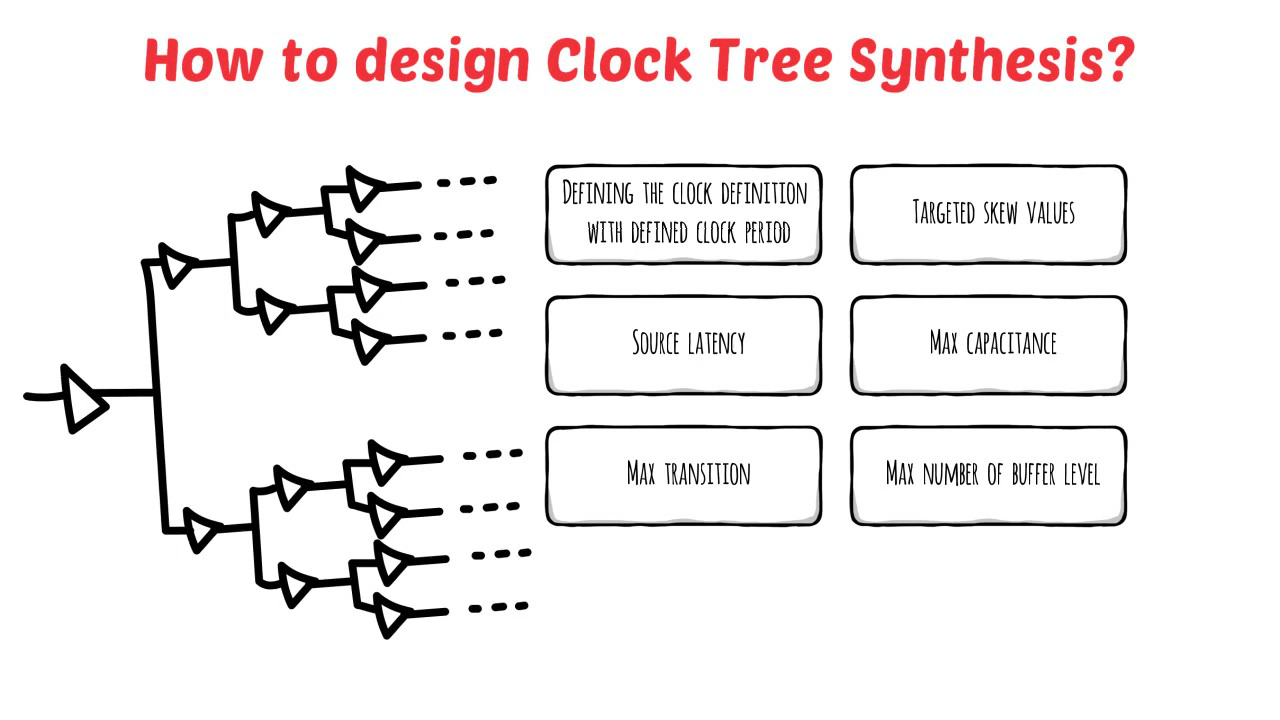 How to design Clock Tree Synthesis?
Defining the clock definition
with defined clock period
Targeted skew values
Source latency
Max capacitance
Max transition
Max number of buffer level